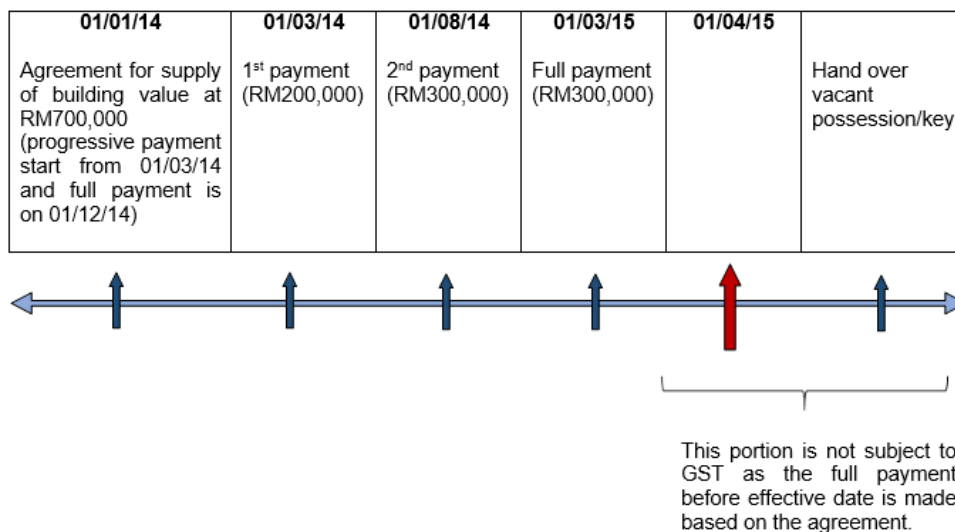 01/01/14
Agreement for supply
of building value at
RM700,000
(progressive payment
start from 01/03/14
and full payment is
on 01/12/14)
01/03/14
1st payment
(RM200,000)
01/08/14
2nd payment
(RM300,000)
01/03/15
Full payment
(RM300,000)
01/04/15
Hand over
vacant
possession/key
This portion is not subject to
GST as the full payment
before effective date is made
based on the agreement.